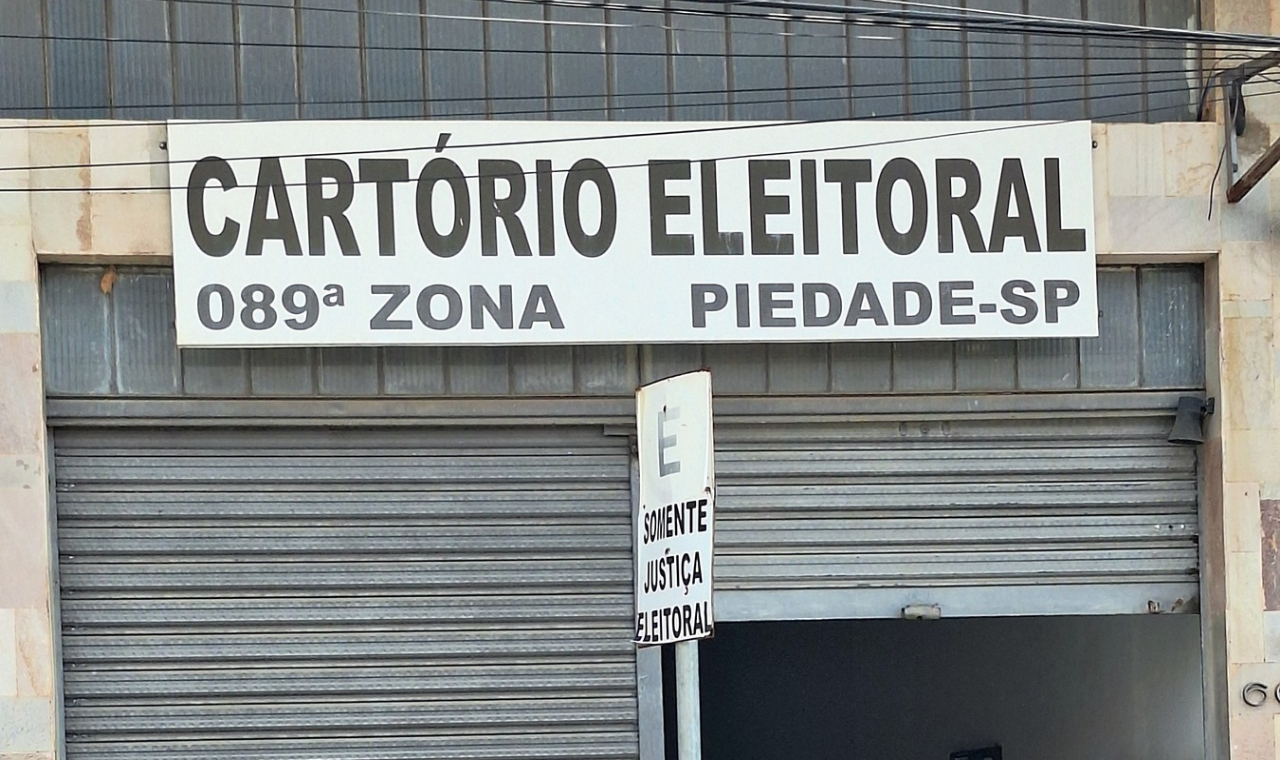 CARTÓRIO ELEITORAL
089ª ZONA PIEDADE-SP
E
SOMENTE
JUSTIÇA
ELEITORAL